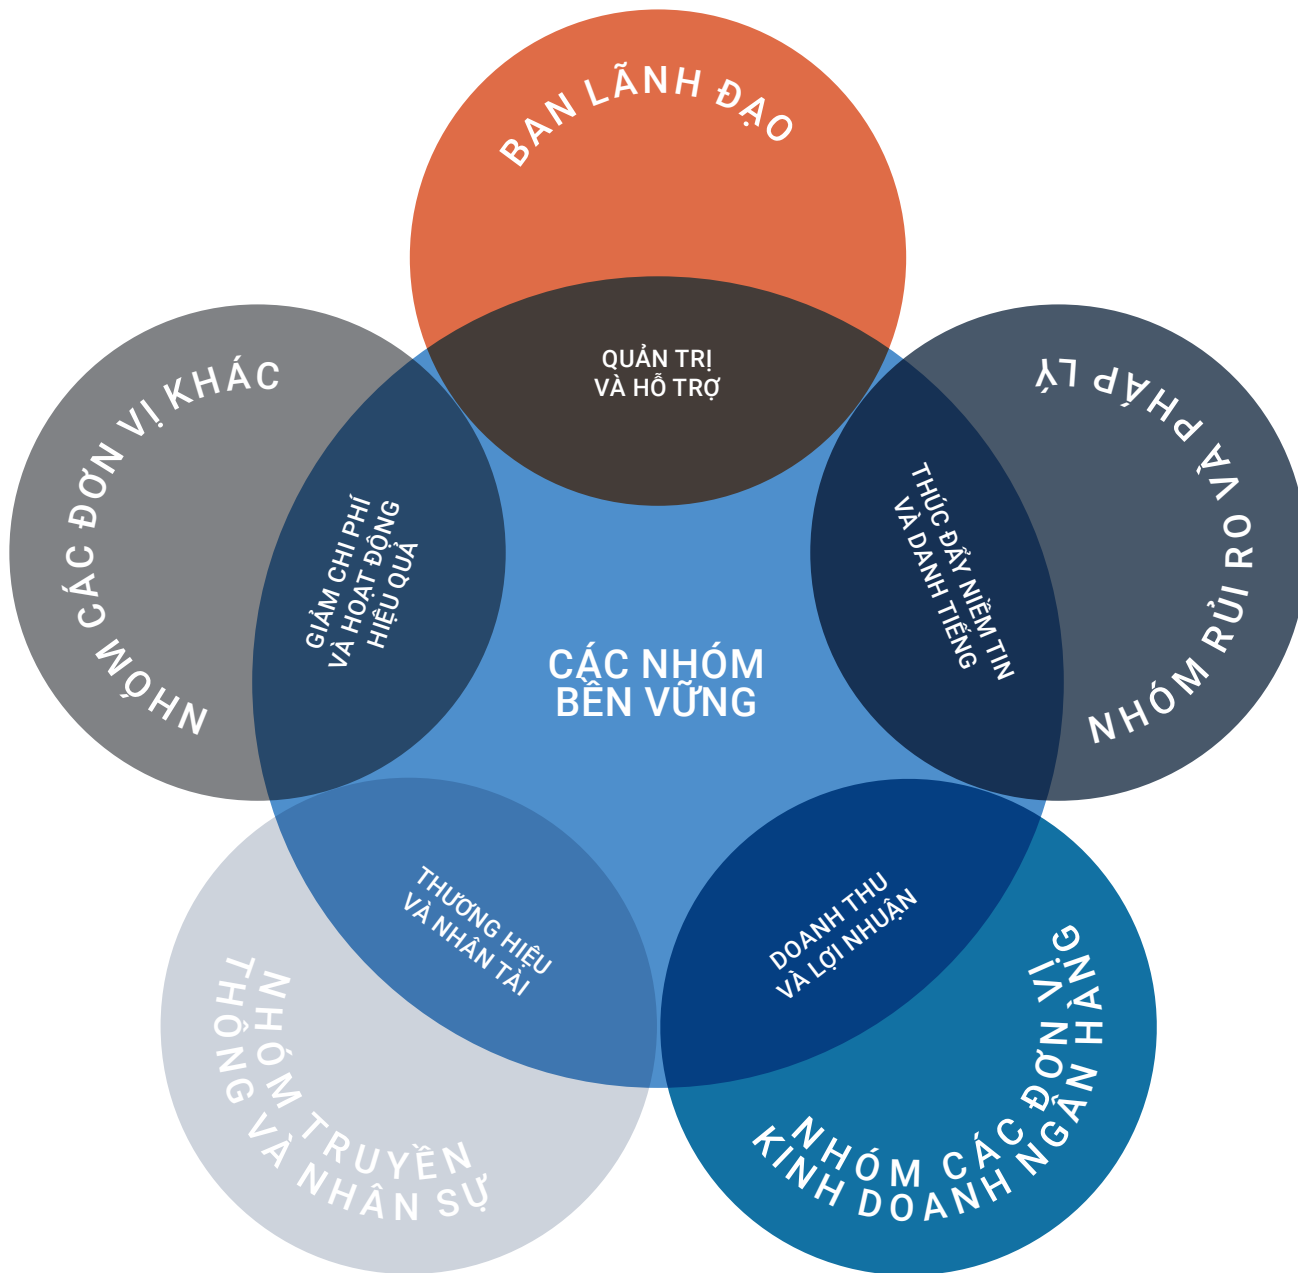 BAN LÃNH ĐẠO
QUẢN TRỊ
VÀ HỖ TRỢ
NHÓM RỦI RO VÀ PHÁP LÝ
THÚC ĐẨY NIỀM TIN
VÀ DANH TIẾNG
NHÓM CÁC ĐƠN VỊ KHÁC
GIẢM CHI PHÍ
VÀ HOẠT ĐỘNG
HIỆU QUẢ
CÁC NHÓM
BỀN VỮNG
THƯƠNG HIỆU
VÀ NHÂN TÀI
NHÓM TRUYỀN
THÔNG VÀ NHÂN SỰ
DOANH THU
VÀ LỢI NHUẬN
NHÓM CÁC ĐƠN VỊ
KINH DOANH NGÂN HÀNG